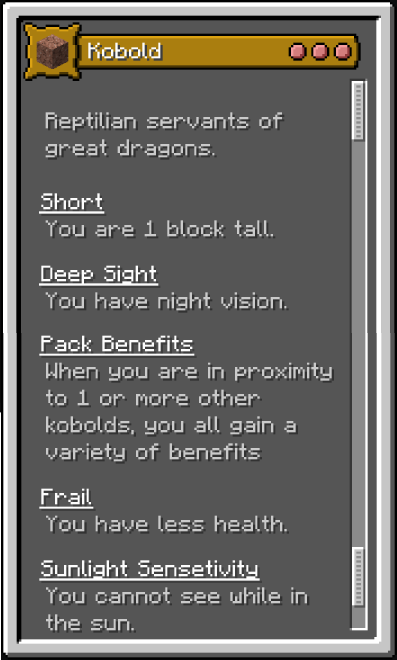 Kobold
Reptilian servants of
great dragons.
Short
You are 1 block tall.
Deep Sight
You have night vision.
Pack Benefits
When you are in proximity
to 1 or more other
kobolds, you all gain a
variety of benefits
Frail
You have less health.
Sunlight Sensetivity
You cannot see while in
the sun.